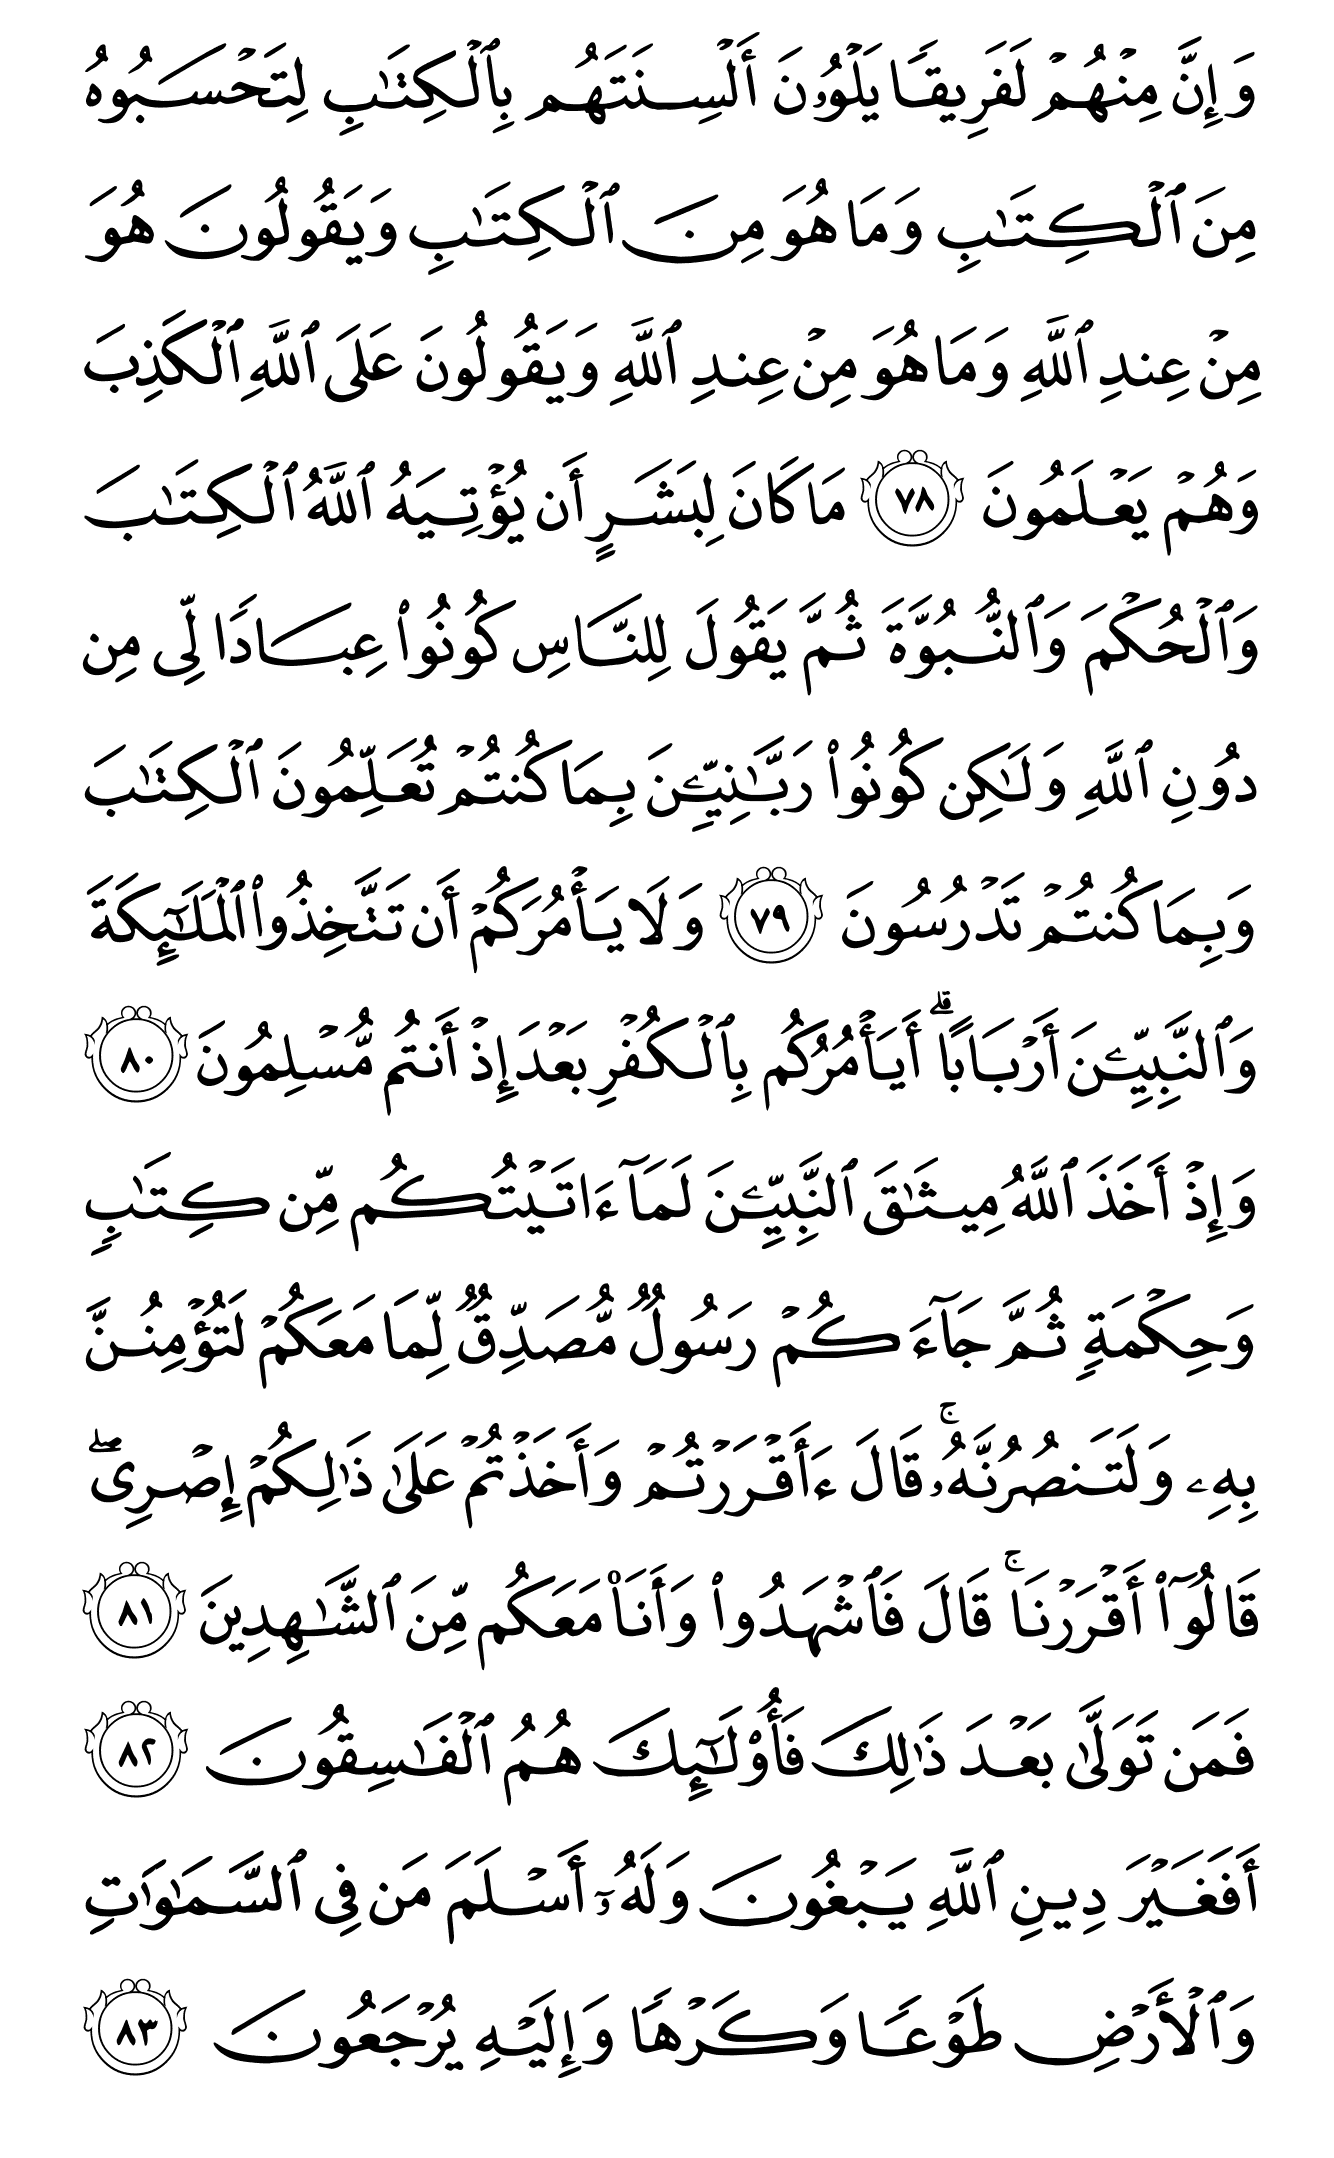 وَإِنَّ مِنْهُمْ لَفَرِيقًا يَلْوُۥنَ أَلْسِنَتَهُم بِٱلْكِتَٰبِ لِتَحْسَبُوهُ
مِنَ ٱلْكِتَٰبِ وَمَا هُوَ مِنَ ٱلْكِتَٰبِ وَيَقُولُونَ هُوَ
مِنْ عِندِ ٱللَّهِ وَمَا هُوَ مِنْ عِندِ ٱللَّهِ وَيَقُولُونَ عَلَى ٱللَّهِ ٱلْكَذِبَ
وَهُمْ يَعْلَمُونَ ٧٨ مَا كَانَ لِبَشَرٍ أَن يُؤْتِيَهُ ٱللَّهُ ٱلْكِتَٰبَ
وَٱلْحُكْمَ وَٱلنُّبُوَّةَ ثُمَّ يَقُولَ لِلنَّاسِ كُونُوا۟ عِبَادًا لِّى مِن
دُونِ ٱللَّهِ وَلَٰكِن كُونُوا۟ رَبَّٰنِيِّۦنَ بِمَا كُنتُمْ تُعَلِّمُونَ ٱلْكِتَٰبَ
وَبِمَا كُنتُمْ تَدْرُسُونَ ٧٩ وَلَا يَأْمُرَكُمْ أَن تَتَّخِذُوا۟ ٱلْمَلَٰٓئِكَةَ
وَٱلنَّبِيِّۦنَ أَرْبَابًا ۗ أَيَأْمُرُكُم بِٱلْكُفْرِ بَعْدَ إِذْ أَنتُم مُّسْلِمُونَ ٨٠
وَإِذْ أَخَذَ ٱللَّهُ مِيثَٰقَ ٱلنَّبِيِّۦنَ لَمَآ ءَاتَيْتُكُم مِّن كِتَٰبٍ
وَحِكْمَةٍ ثُمَّ جَآءَكُمْ رَسُولٌ مُّصَدِّقٌ لِّمَا مَعَكُمْ لَتُؤْمِنُنَّ
بِهِۦ وَلَتَنصُرُنَّهُۥ ۚ قَالَ ءَأَقْرَرْتُمْ وَأَخَذْتُمْ عَلَىٰ ذَٰلِكُمْ إِصْرِى ۖ
قَالُوٓا۟ أَقْرَرْنَا ۚ قَالَ فَٱشْهَدُوا۟ وَأَنَا۠ مَعَكُم مِّنَ ٱلشَّٰهِدِينَ ٨١
فَمَن تَوَلَّىٰ بَعْدَ ذَٰلِكَ فَأُو۟لَٰٓئِكَ هُمُ ٱلْفَٰسِقُونَ ٨٢
أَفَغَيْرَ دِينِ ٱللَّهِ يَبْغُونَ وَلَهُۥٓ أَسْلَمَ مَن فِى ٱلسَّمَٰوَٰتِ
وَٱلْأَرْضِ طَوْعًا وَكَرْهًا وَإِلَيْهِ يُرْجَعُونَ ٨٣